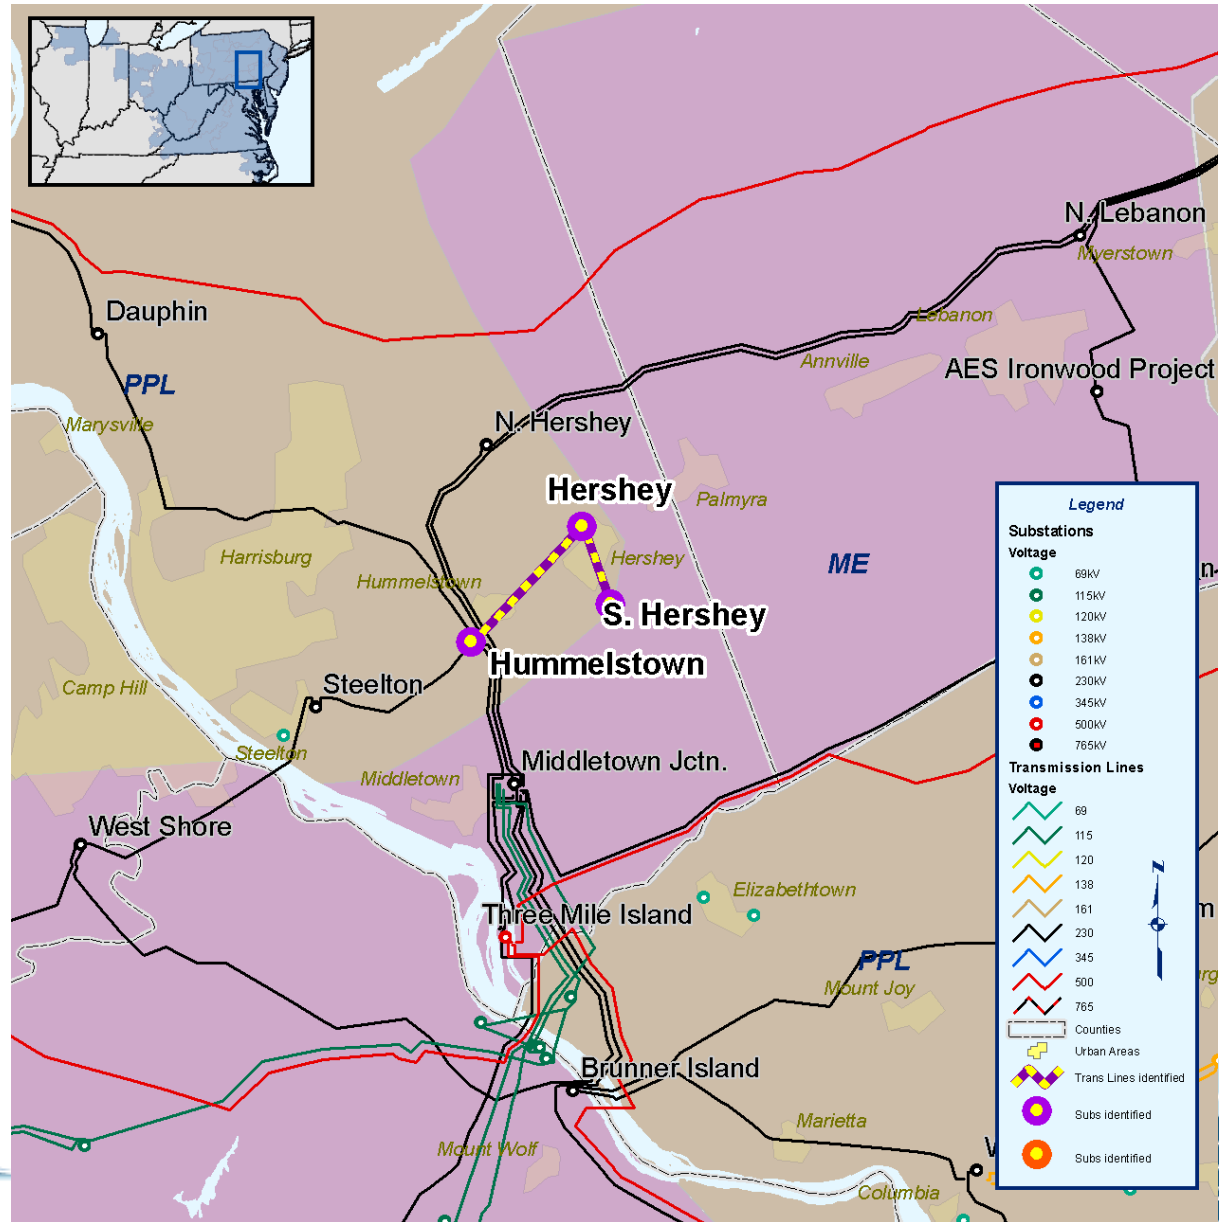 N. Lebanon
Myerstown
Dauphin
Lebanon
PPL
Annville
AES Ironwood Project
Marysville
N. Hershey
Hershey
Palmyra
Harrisburg
Hershey
Hummelstown
ME
S. Hershey
Hummelstown
Camp Hill
Steelton
Steelton
Middletown
Middletown Jctn.
West Shore
Elizabethtown
Three Mile Island
PPL
Mount Joy
Brunner Island
Marietta
Mount Wolf
Columbia
Legend
Substations
Voltage
69kV
115kV
120kV
138kV
161kV
230kV
345kV
500kV
765kV
Transmission Lines
Voltage
69
115
120
138
161
230
345
500
765
Counties
Urban Areas
Trans Lines identified
Subs identified
Subs identified